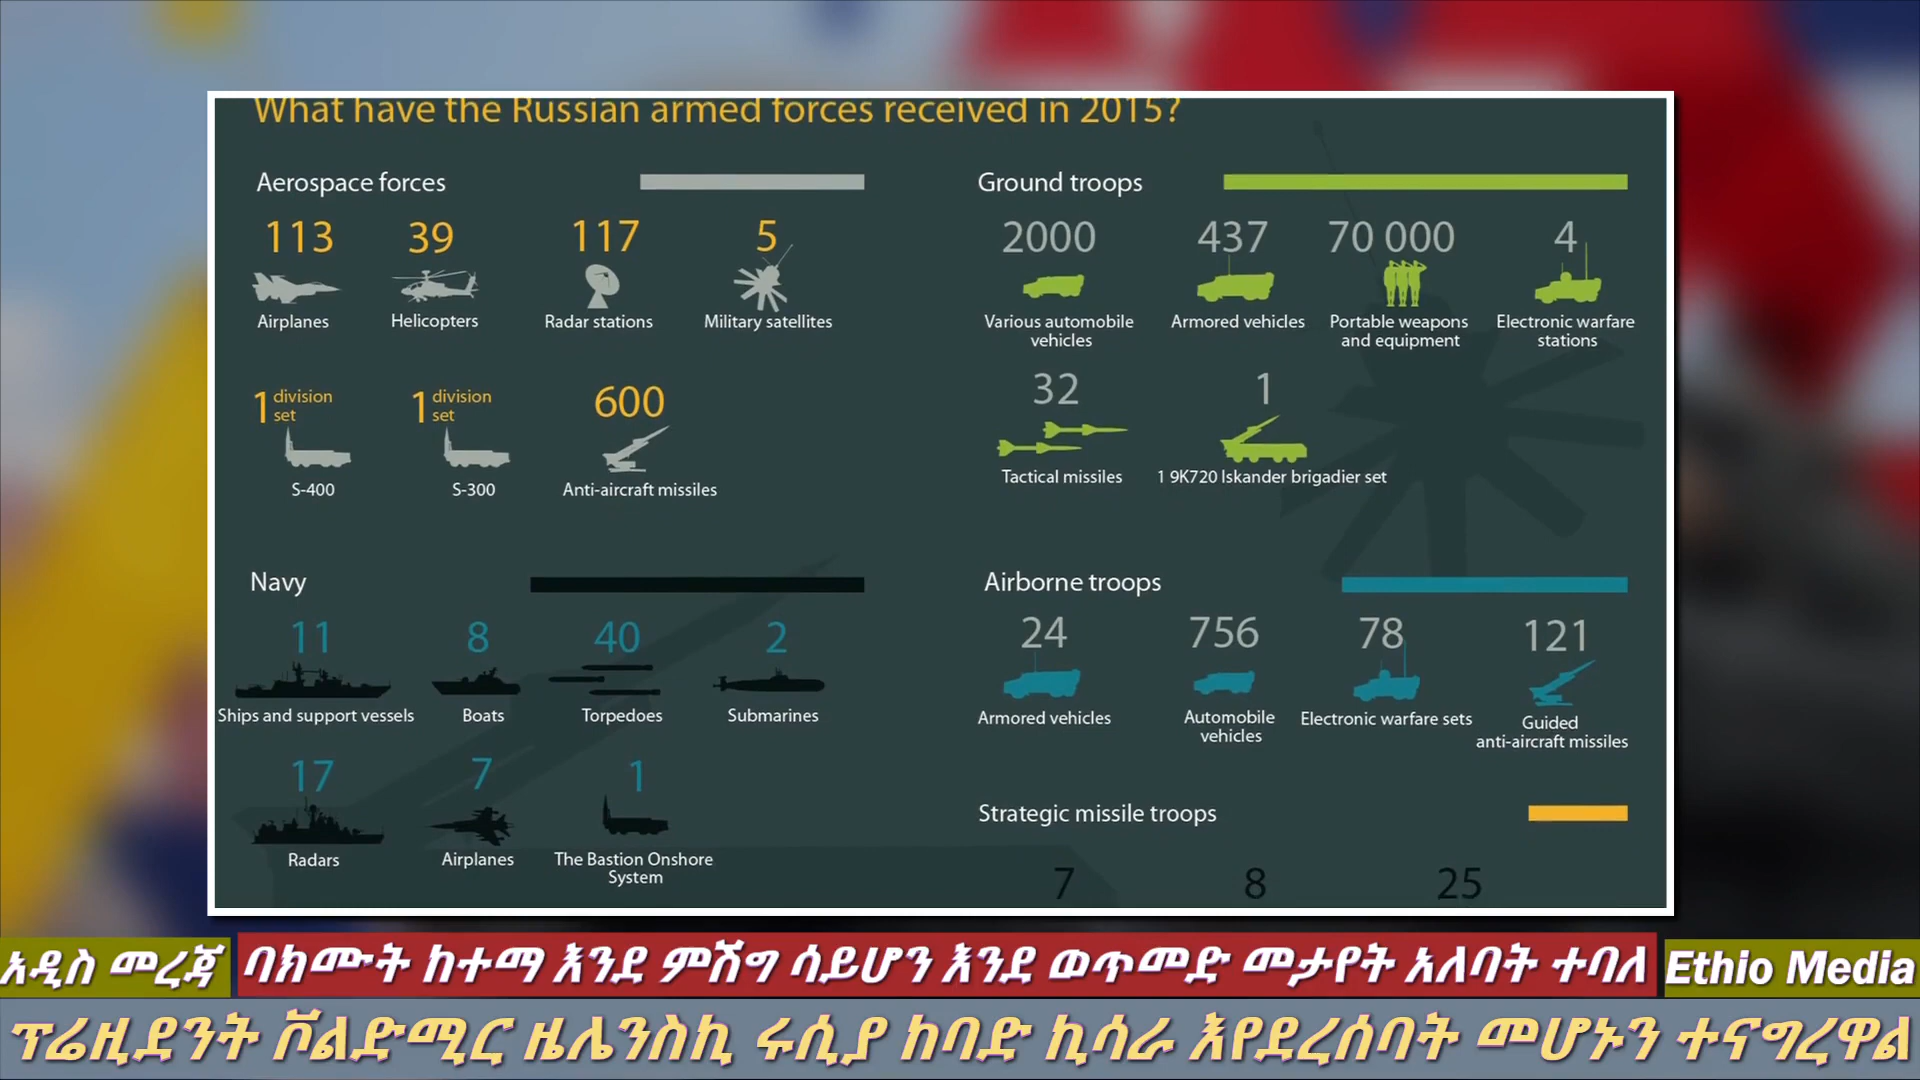 What have the Russian armed forces received in 2015?
Aerospace forces
113 39 117 5
Airplanes Helicopters Radar stations Military satellites
1 division set 1 division set 600
S-400 S-300 Anti-aircraft missiles
Ground troops
2000 437 70 000 4
Various automobile vehicles Armored vehicles Portable weapons and equipment Electronic warfare stations
32 1
Tactical missiles 1 9K720 Iskander brigadier set
Navy
11 8 40 2
Ships and support vessels Boats Torpedoes Submarines
17 7 1
Radars Airplanes The Bastion Onshore System
Airborne troops
24 756 78 121
Armored vehicles Automobile vehicles Electronic warfare sets Guided anti-aircraft missiles
Strategic missile troops
7 8 25
አዲስ መረጃ በክሙት ከተማ እንደ ምሽግ ሳይሆን እንደ ወጥመድ መታየት አለባት ተባለ Ethio Media
ፕሬዚደንት ቮልድሚር ዜሌንስኪ ሩሲያ ከባድ ኪሳራ እየደረሰባት መሆኑን ተናግረዋል